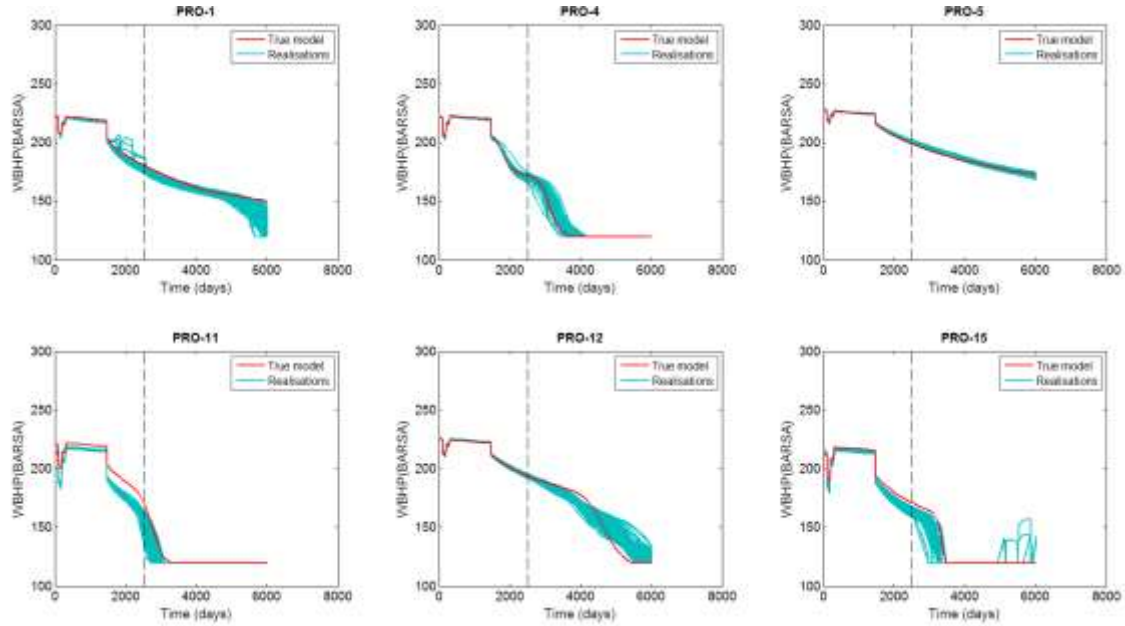 PRO-1
300
250
200
150
100
WBHP(BARSA)
True model
Realisations
0 2000 4000 6000 8000
Time (days)
PRO-4
300
250
200
150
100
WBHP(BARSA)
True model
Realisations
0 2000 4000 6000 8000
Time (days)
PRO-5
300
250
200
150
100
WBHP(BARSA)
True model
Realisations
0 2000 4000 6000 8000
Time (days)
PRO-11
300
250
200
150
100
WBHP(BARSA)
True model
Realisations
0 2000 4000 6000 8000
Time (days)
PRO-12
300
250
200
150
100
WBHP(BARSA)
True model
Realisations
0 2000 4000 6000 8000
Time (days)
PRO-15
300
250
200
150
100
WBHP(BARSA)
True model
Realisations
0 2000 4000 6000 8000
Time (days)